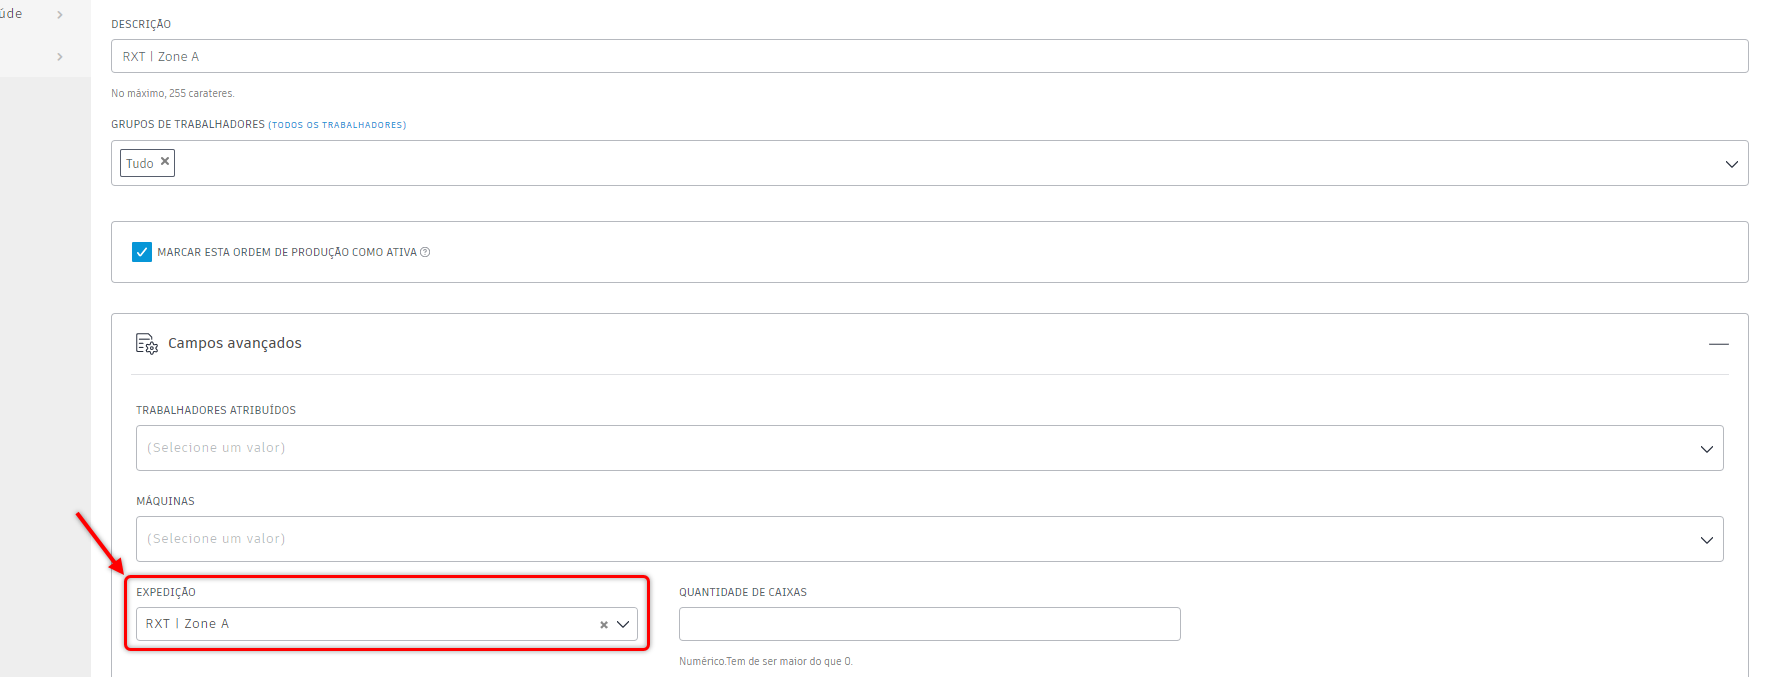 úde
DESCRIÇÃO
RXT | Zone A
No máximo, 255 carateres.
GRUPOS DE TRABALHADORES (TODOS OS TRABALHADORES)
Tudo
MARCAR ESTA ORDEM DE PRODUÇÃO COMO ATIVA
Campos avançados
TRABALHADORES ATRIBUÍDOS
(Selecione um valor)
MÁQUINAS
(Selecione um valor)
EXPEDIÇÃO
RXT | Zone A
QUANTIDADE DE CAIXAS
Numérico.Tem de ser maior do que 0.